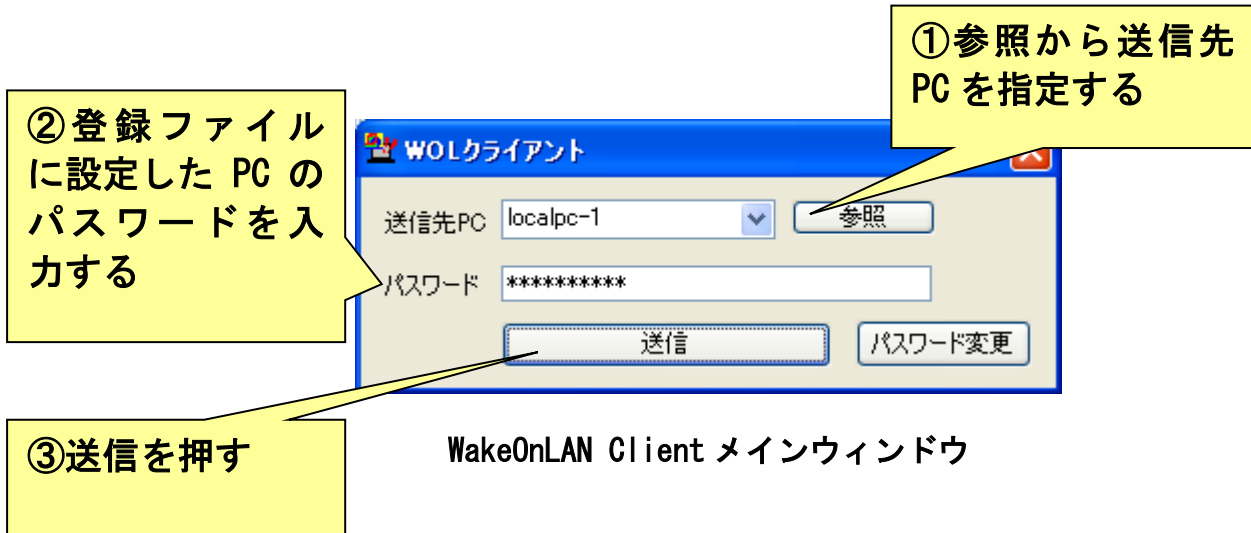 ①参照から送信先
PCを指定する
②登録ファイル
に設定した PC の
パスワードを入
力する
WOLクライアント
送信先PC localpc-1 参照
パスワード **********
送信 パスワード変更
③送信を押す
WakeOnLAN Client メインウィンドウ